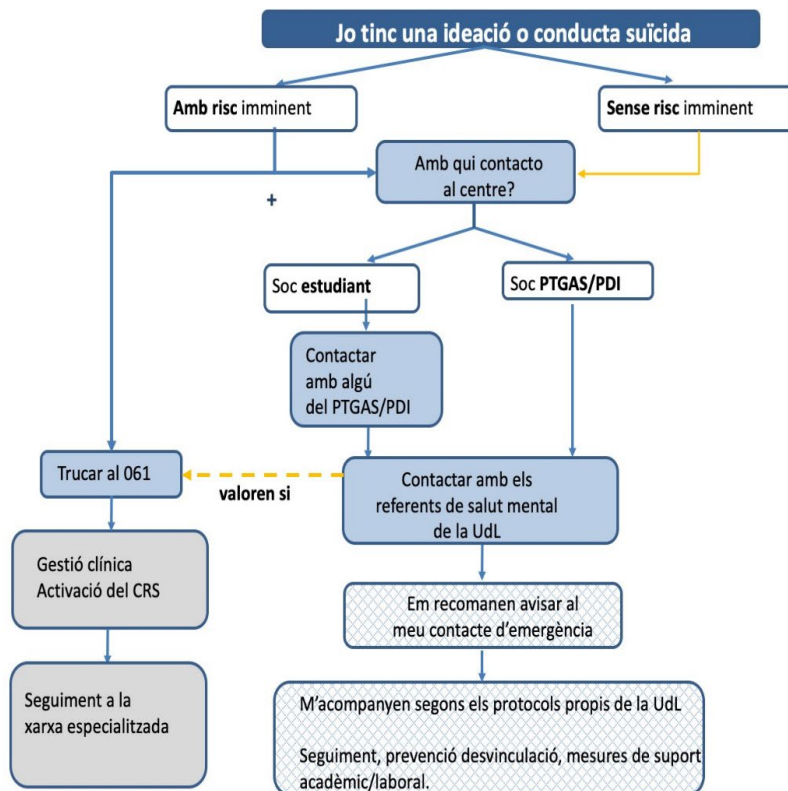 Jo tinc una ideació o conducta suïcida
Amb risc imminent
Sense risc imminent
Amb qui contacto
al centre?
+
Soc estudiant
Soc PTGAS/PDI
Contactar
amb algú
del PTGAS/PDI
Trucar al 061
valoren si
Contactar amb els
referents de salut mental
de la UdL
Gestió clínica
Activació del CRS
Em recomanen avisar al
meu contacte d’emergència
Seguiment a la
xarxa especialitzada
M’acompanyen segons els protocols propis de la UdL
Seguiment, prevenció desvinculació, mesures de suport
acadèmic/laboral.